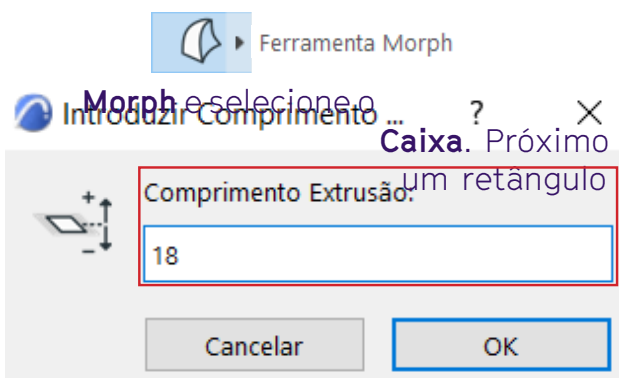 Ferramenta Morph
Morph e selecione o
Introduzir Comprimento ... ?
Caixa. Próximo
um retângulo
Comprimento Extrusão:
18
Cancelar OK